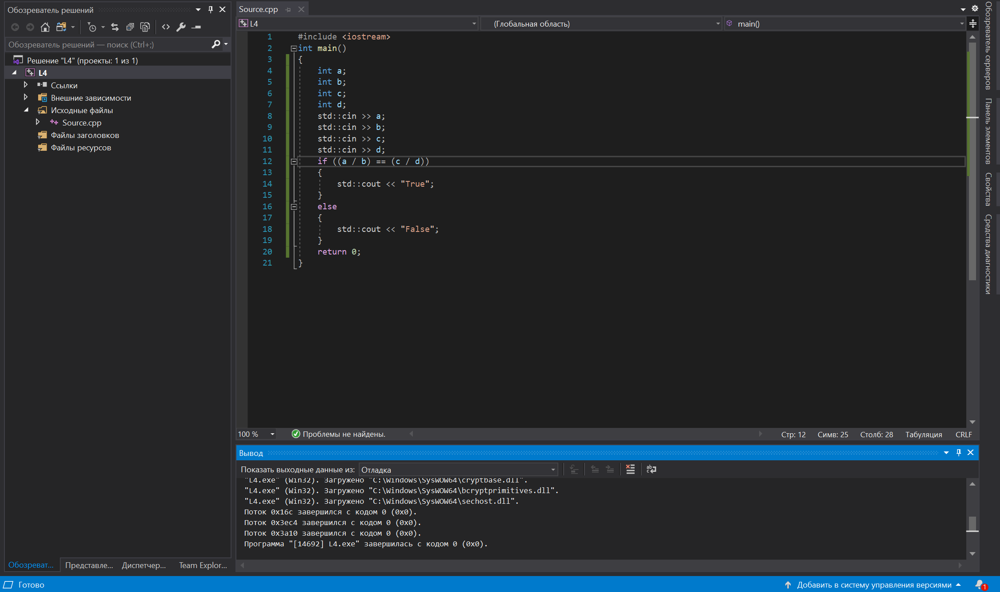 Обозреватель решений
Обозреватель решений — поиск (Ctrl+;)
Решение "L4" (проекты: 1 из 1)
L4
Ссылки
Внешние зависимости
Исходные файлы
Source.cpp
Файлы заголовков
Файлы ресурсов
Обозреват... Представле... Диспетчер... Team Explor...
Source.cpp
L4 (Глобальная область) main()
1 #include <iostream>
2 int main()
3 {
4 int a;
5 int b;
6 int c;
7 int d;
8 std::cin >> a;
9 std::cin >> b;
10 std::cin >> c;
11 std::cin >> d;
12 if ((a / b) == (c / d))
13 {
14 std::cout << "True";
15 }
16 else
17 {
18 std::cout << "False";
19 }
20 return 0;
21 }
100 % Проблемы не найдены. Стр: 12 Симв: 25 Столб: 28 Табуляция CRLF
Вывод
Показать выходные данные из: Отладка
"L4.exe" (Win32). Загружено "C:\Windows\SysWOW64\cryptbase.dll".
"L4.exe" (Win32). Загружено "C:\Windows\SysWOW64\bcryptprimitives.dll".
"L4.exe" (Win32). Загружено "C:\Windows\SysWOW64\sechost.dll".
Поток 0x16c завершился с кодом 0 (0x0).
Поток 0x3ec4 завершился с кодом 0 (0x0).
Поток 0x3a10 завершился с кодом 0 (0x0).
Программа "[14692] L4.exe" завершилась с кодом 0 (0x0).
Обозреватель серверов
Панель элементов
Свойства
Средства диагностики
Готово Добавить в систему управления версиями 1